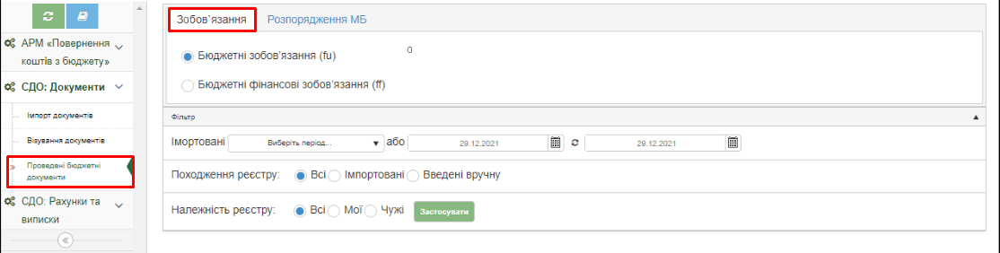 АРМ «Повернення
коштів з бюджету»
СДО: Документи
Імпорт документів
Візування документів
Проведені бюджетні
документи
СДО: Рахунки та
виписки
Зобов`язання Розпорядження МБ
Бюджетні зобов'язання (fu) 0
Бюджетні фінансові зобов'язання (ff)
Фільтр
Імортовані Виберіть період... або 29.12.2021 29.12.2021
Походження реєстру: Всі Імпортовані Введені вручну
Належність реєстру: Всі Мої Чужі Застосувати